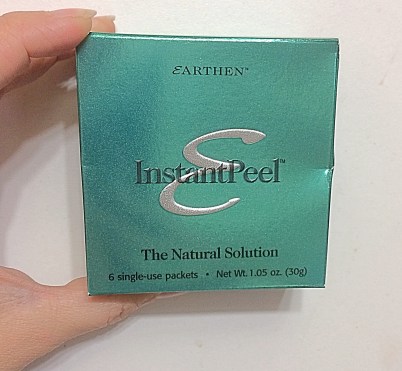 EARTHEN™
E
InstantPeel™
The Natural Solution
6 single-use packets • Net Wt. 1.05 oz. (30g)